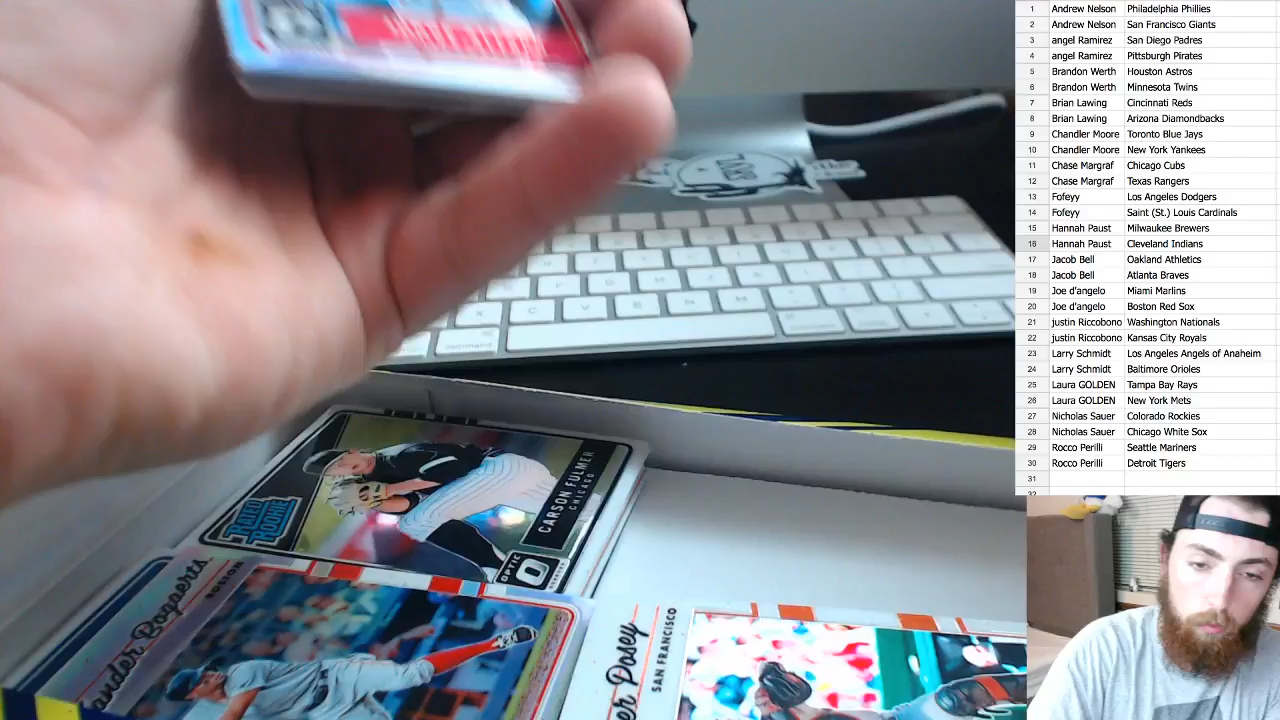 1 Andrew Nelson Philadelphia Phillies
2 Andrew Nelson San Francisco Giants
3 angel Ramirez San Diego Padres
4 angel Ramirez Pittsburgh Pirates
5 Brandon Werth Houston Astros
6 Brandon Werth Minnesota Twins
7 Brian Lawing Cincinnati Reds
8 Brian Lawing Arizona Diamondbacks
9 Chandler Moore Toronto Blue Jays
10 Chandler Moore New York Yankees
11 Chase Margraf Chicago Cubs
12 Chase Margraf Texas Rangers
13 Fofeyy Los Angeles Dodgers
14 Fofeyy Saint (St.) Louis Cardinals
15 Hannah Paust Milwaukee Brewers
16 Hannah Paust Cleveland Indians
17 Jacob Bell Oakland Athletics
18 Jacob Bell Atlanta Braves
19 Joe d'angelo Miami Marlins
20 Joe d'angelo Boston Red Sox
21 justin Riccobono Washington Nationals
22 justin Riccobono Kansas City Royals
23 Larry Schmidt Los Angeles Angels of Anaheim
24 Larry Schmidt Baltimore Orioles
25 Laura GOLDEN Tampa Bay Rays
26 Laura GOLDEN New York Mets
27 Nicholas Sauer Colorado Rockies
28 Nicholas Sauer Chicago White Sox
29 Rocco Perilli Seattle Mariners
30 Rocco Perilli Detroit Tigers
31
command
RATED
ROOKIE
CARSON FULMER
CHICAGO
OPTIC
ander Bogaerts
BOSTON
er Posey
SAN FRANCISCO